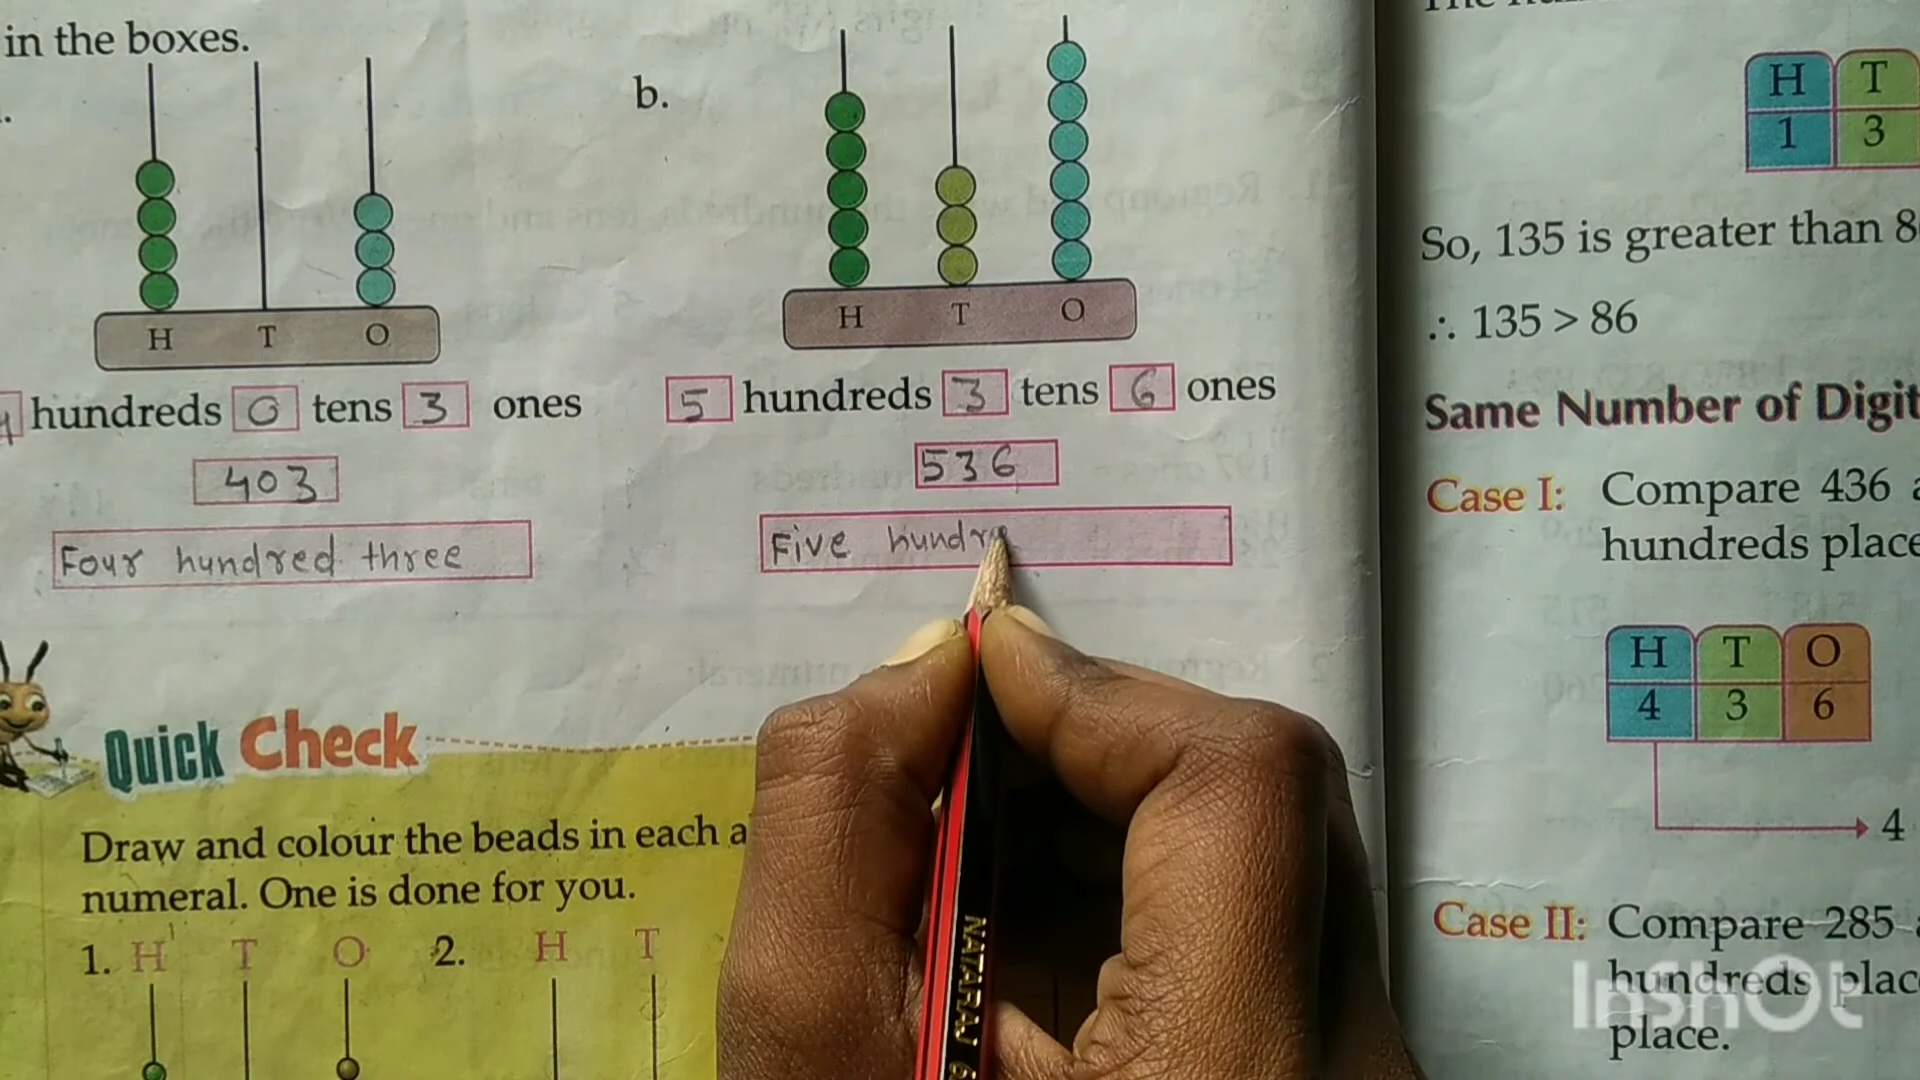 in the boxes.
b.
H T O
H T O
4 hundreds 0 tens 3 ones
5 hundreds 3 tens 6 ones
403
536
Four hundred three
Five hundre
Quick Check
Draw and colour the beads in each a
numeral. One is done for you.
1. H T O 2. H T
H T
1 3
So, 135 is greater than 8
∴ 135 > 86
Same Number of Digit
Case I: Compare 436
hundreds place
H T O
4 3 6
4
Case II: Compare 285
hundreds plac
place.
NATARAJ 6
InShOt